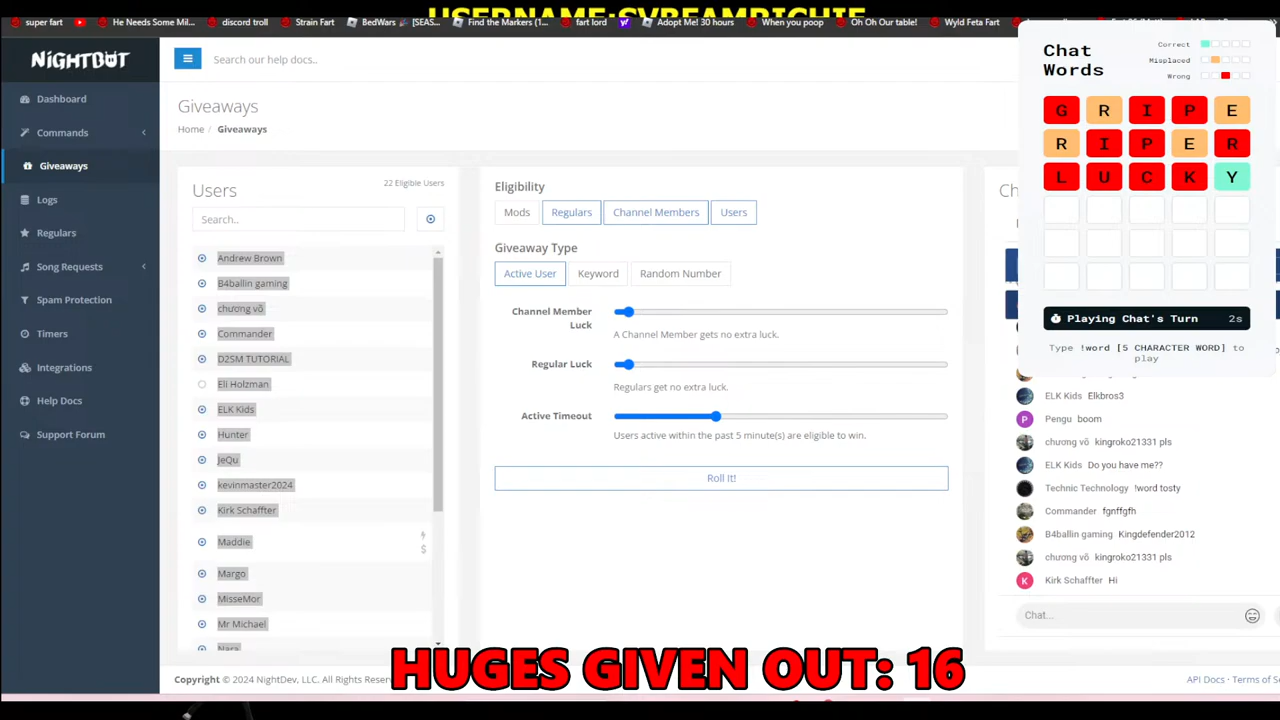 super fart
He Needs Some Mil...
discord troll
Strain Fart
BedWars [SEAS...
Find the Markers (1...
fart lord
Adopt Me! 30 hours
When you poop
Oh Oh Our table!
Wyld Feta Fart
NiGHTBOT
Search our help docs..
Dashboard
Commands
Giveaways
Logs
Regulars
Song Requests
Spam Protection
Timers
Integrations
Help Docs
Support Forum
Giveaways
Home / Giveaways
Users
22 Eligible Users
Search..
Andrew Brown
B4ballin gaming
chương võ
Commander
D2SM TUTORIAL
Eli Holzman
ELK Kids
Hunter
JeQu
kevinmaster2024
Kirk Schaffter
Maddie
$
Margo
MisseMor
Mr Michael
Nara
Eligibility
Mods
Regulars
Channel Members
Users
Giveaway Type
Active User
Keyword
Random Number
Channel Member Luck
A Channel Member gets no extra luck.
Regular Luck
Regulars get no extra luck.
Active Timeout
Users active within the past 5 minute(s) are eligible to win.
Roll It!
Chat
Words
Correct
Misplaced
Wrong
G R I P E
R I P E R
L U C K Y
Playing Chat's Turn 2s
Type !word [5 CHARACTER WORD] to
play
ELK Kids Elkbros3
Pengu boom
chương võ kingroko21331 pls
ELK Kids Do you have me??
Technic Technology !word tosty
Commander fgnffgfh
B4ballin gaming Kingdefender2012
chương võ kingroko21331 pls
Kirk Schaffter Hi
Chat...
Copyright © 2024 NightDev, LLC. All Rights Rese
API Docs - Terms of Se
HUGES GIVEN OUT: 16